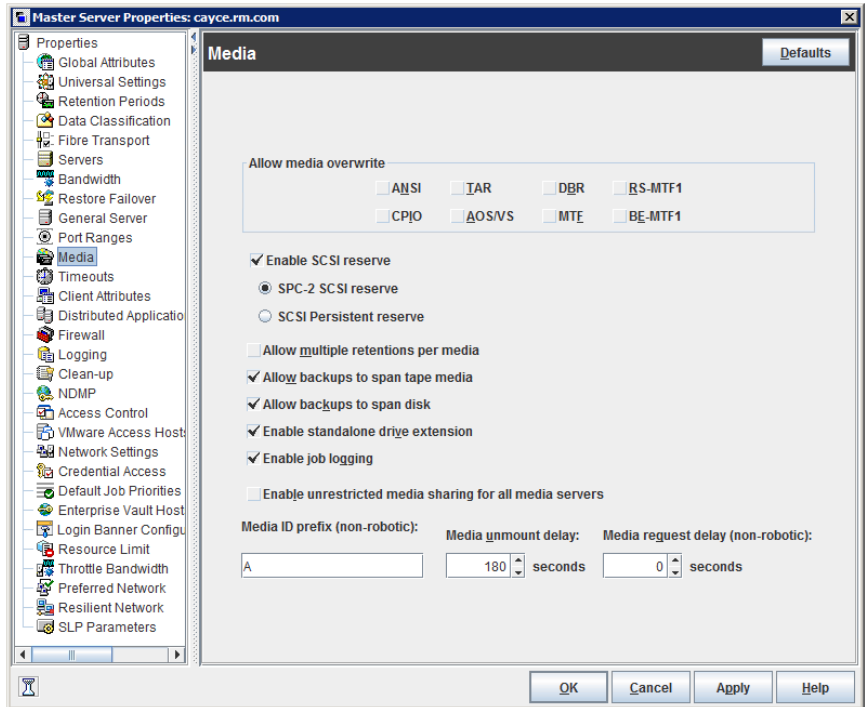 Master Server Properties: cayce.rm.com
Properties
Global Attributes
Universal Settings
Retention Periods
Data Classification
Fibre Transport
Servers
Bandwidth
Restore Failover
General Server
Port Ranges
Media
Timeouts
Client Attributes
Distributed Applicatio
Firewall
Logging
Clean-up
NDMP
Access Control
VMware Access Host
Network Settings
Credential Access
Default Job Priorities
Enterprise Vault Host
Login Banner Configu
Resource Limit
Throttle Bandwidth
Preferred Network
Resilient Network
SLP Parameters
Media
Defaults
Allow media overwrite
ANSI TAR DBR RS-MTF1
CPIO AOS/VS MTF BE-MTF1
Enable SCSI reserve
SPC-2 SCSI reserve
SCSI Persistent reserve
Allow multiple retentions per media
Allow backups to span tape media
Allow backups to span disk
Enable standalone drive extension
Enable job logging
Enable unrestricted media sharing for all media servers
Media ID prefix (non-robotic): Media unmount delay: Media request delay (non-robotic):
A 180 seconds 0 seconds
OK Cancel Apply Help